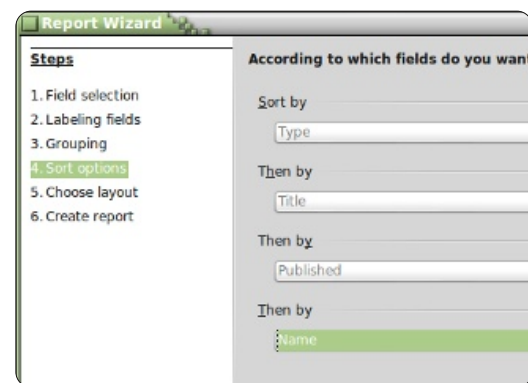 Report Wizard
Steps
1. Field selection
2. Labeling fields
3. Grouping
4. Sort options
5. Choose layout
6. Create report
According to which fields do you want
Sort by
Type
Then by
Title
Then by
Published
Then by
Name